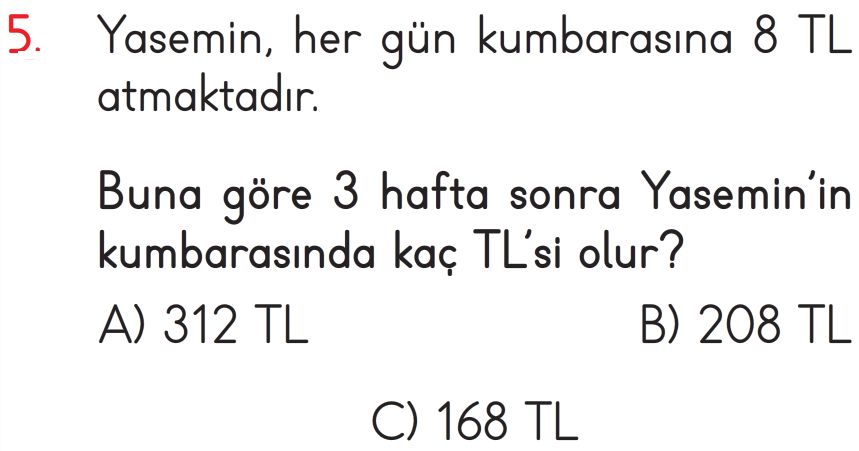 5. Yasemin, her gün kumbarasına 8 TL
atmaktadır.
Buna göre 3 hafta sonra Yasemin'in
kumbarasında kaç TL'si olur?
A) 312 TL B) 208 TL
C) 168 TL